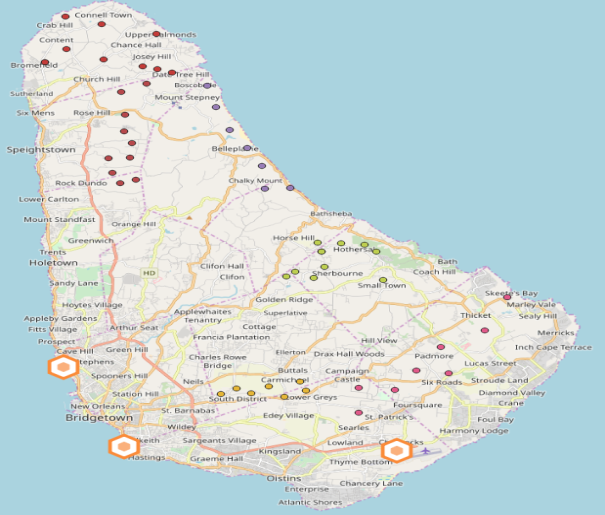 Connell Town
Crab Hill
Content
Upper Salmonds
Chance Hall
Josey Hill
Bromefield
Date Tree Hill
Church Hill
Boscobelle
Sutherland
Mount Stepney
Six Mens
Rose Hill
Speightstown
Belleplaine
Chalky Mount
Rock Dundo
Lower Carlton
Mount Standfast
Bathsheba
Orange Hill
Greenwich
Horse Hill
Hothersal
Trents
Holetown
Clifton Hall
HD
Bath
Coach Hill
Sherbourne
Clifton
Sandy Lane
Small Town
Skeete's Bay
Hoytes Village
Golden Ridge
Marley Vale
Applewhaites
Tenantry
Superlative
Thicket
Sealy Hill
Appleby Gardens
Fitts Village
Arthur Seat
Cottage
Merricks
Francia Plantation
Hill View
Prospect
Inch Cape Terrace
Cave Hill
Green Hill
Ellerton
Drax Hall Woods
Padmore
Charles Rowe
Bridge
Lucas Street
Spooners Hill
Buttals
Campaign
Neils
Carmichael
Castle
Six Roads
Stroude Land
Station Hill
South District
Lower Greys
Diamond Valley
New Orleans
St. Barnabas
Foursquare
Crane
Bridgetown
Edey Village
St. Patrick's
Foul Bay
Wildey
Searles
Harmony Lodge
Sargeants Village
Lowland
Hastings
Graeme Hall
Kingsland
Thyme Bottom
Oistins
Chancery Lane
Enterprise
Atlantic Shores